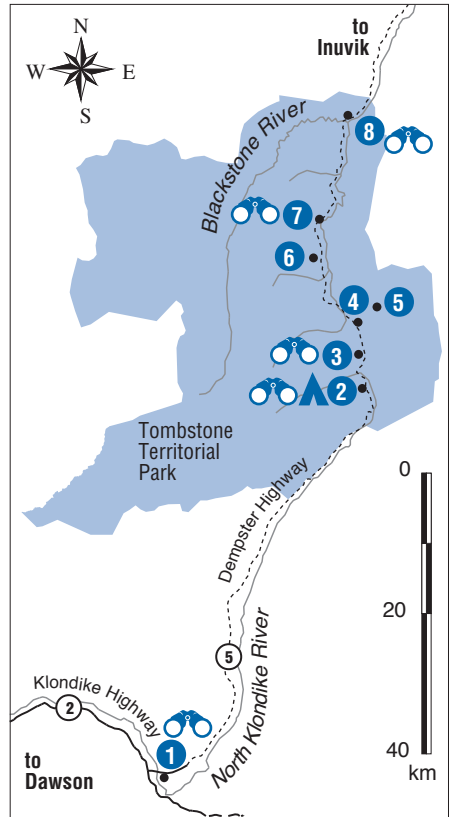 N
W
E
S
to
Inuvik
Blackstone River
8
7
6
4
5
3
2
Tombstone
Territorial
Park
0
Dempster Highway
20
5
North Klondike River
Klondike Highway
2
1
to
Dawson
40
km